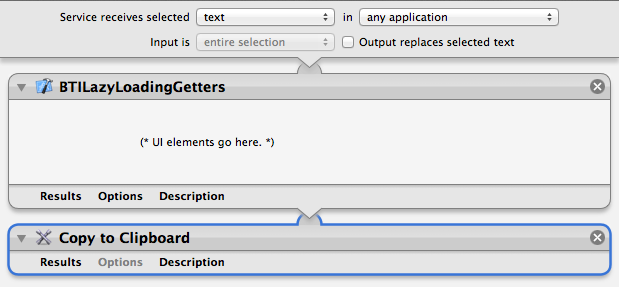 Service receives selected text in any application
Input is entire selection Output replaces selected text
BTILazyLoadingGetters
(* UI elements go here. *)
Results Options Description
Copy to Clipboard
Results Options Description